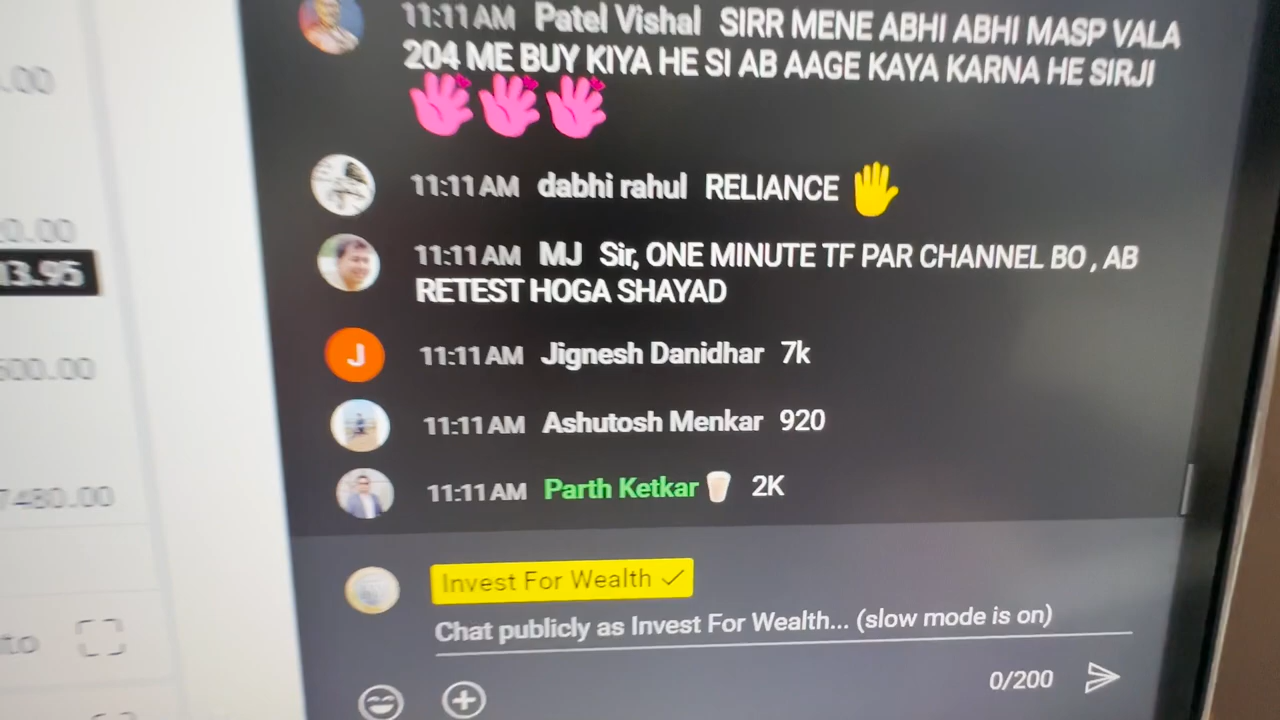 11:11 AM Patel Vishal SIRR MENE ABHI ABHI MASP VALA
204 ME BUY KIYA HE SI AB AAGE KAYA KARNA HE SIRJI
11:11 AM dabhi rahul RELIANCE
11:11 AM MJ Sir, ONE MINUTE TF PAR CHANNEL BO , AB
RETEST HOGA SHAYAD
J 11:11 AM Jignesh Danidhar 7k
11:11 AM Ashutosh Menkar 920
11:11 AM Parth Ketkar 2K
Invest For Wealth
Chat publicly as Invest For Wealth... (slow mode is on)
0/200
.00
0.00
13.95
500.00
7480.00
to